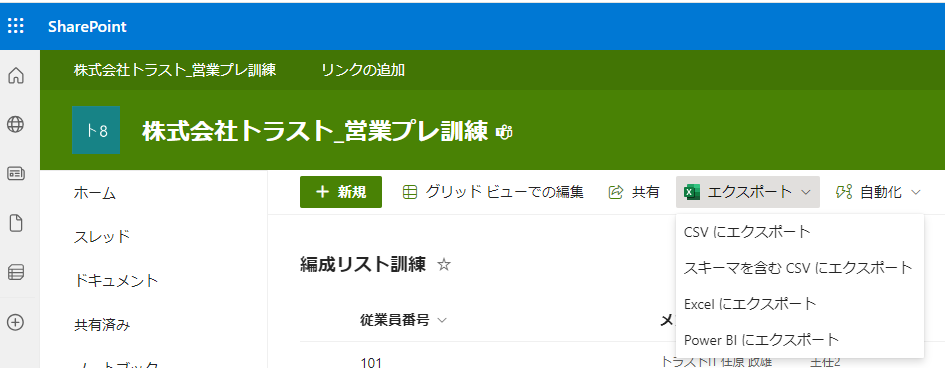 SharePoint
株式会社トラスト_営業プレ訓練 リンクの追加
ト8 株式会社トラスト_営業プレ訓練
ホーム
スレッド
ドキュメント
共有済み
+ 新規 グリッド ビューでの編集 共有 エクスポート 自動化
CSV にエクスポート
スキーマを含む CSV にエクスポート
Excel にエクスポート
Power BI にエクスポート
編成リスト訓練
従業員番号
101